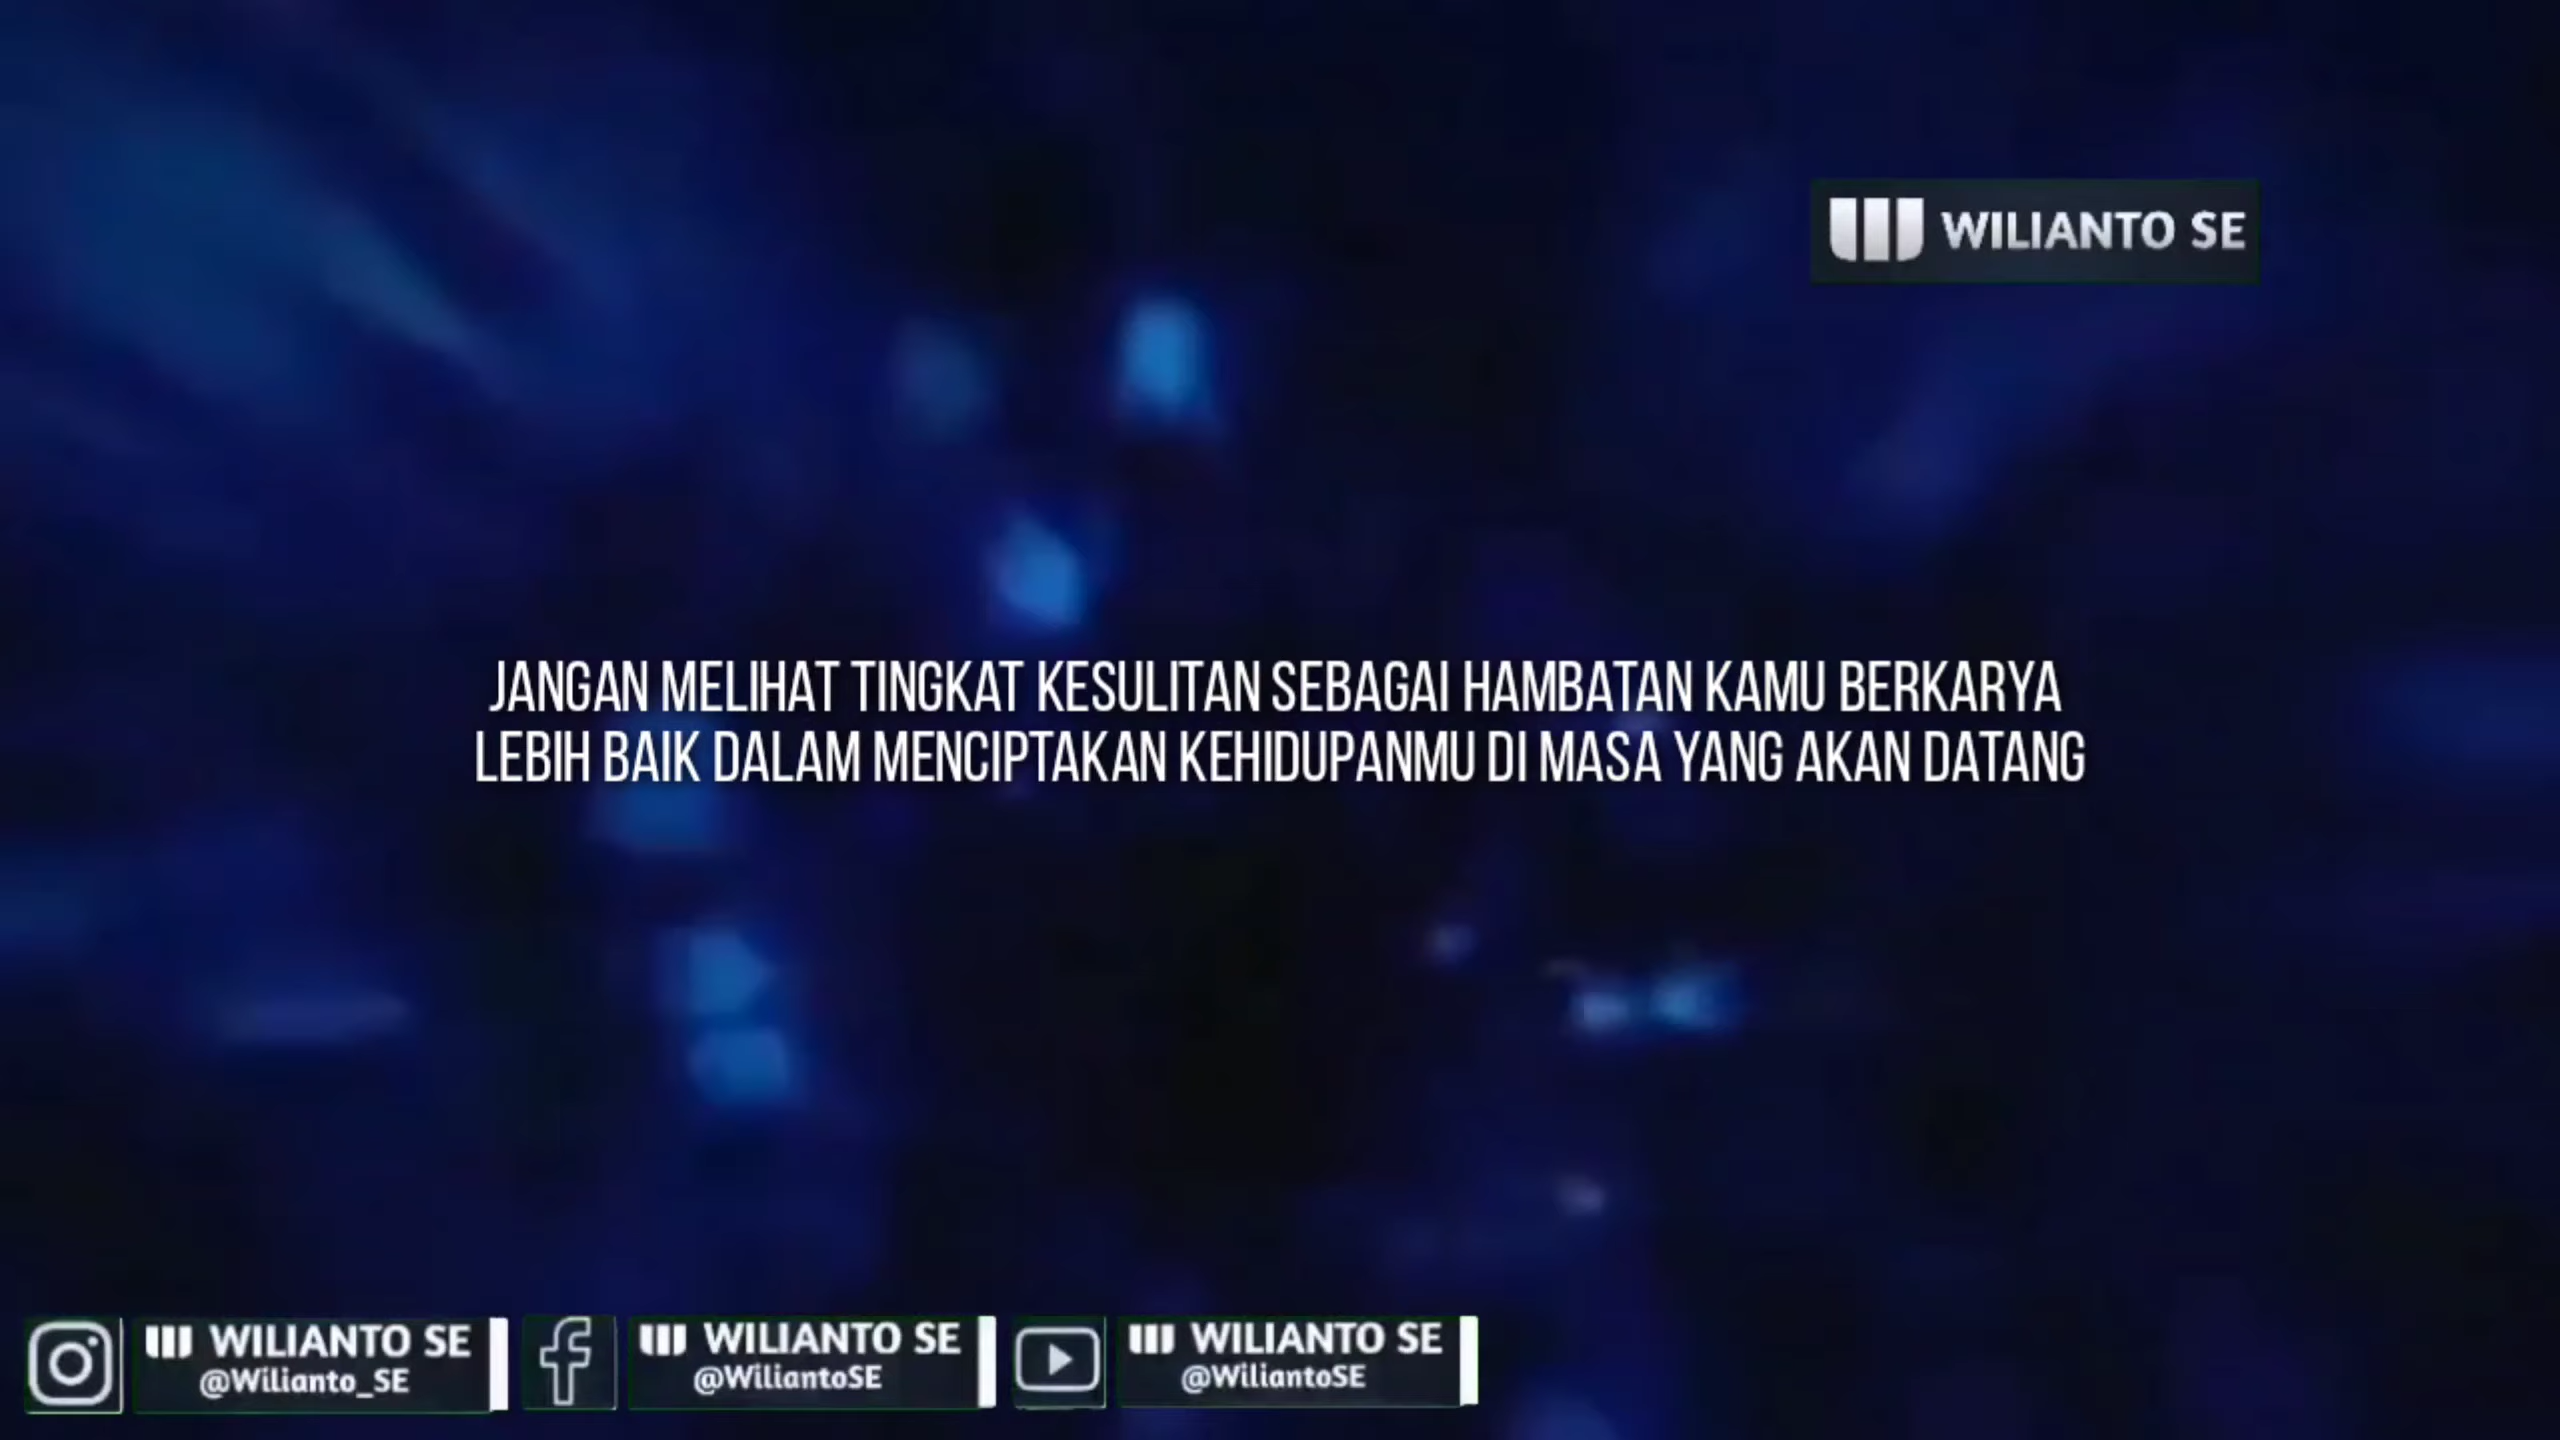 WILIANTO SE
JANGAN MELIHAT TINGKAT KESULITAN SEBAGAI HAMBATAN KAMU BERKARYA
LEBIH BAIK DALAM MENCIPTAKAN KEHIDUPANMU DI MASA YANG AKAN DATANG
WILIANTO SE
@Wilianto_SE
WILIANTO SE
@WiliantoSE
WILIANTO SE
@WiliantoSE